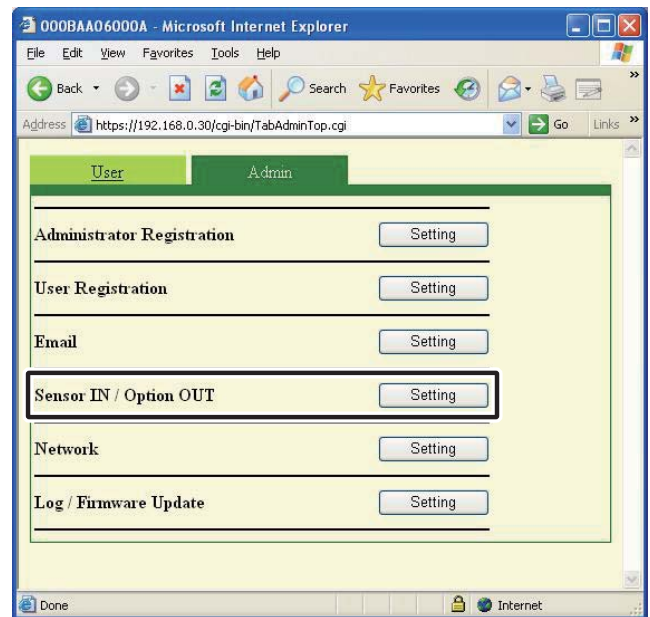 000BAA06000A - Microsoft Internet Explorer
File Edit View Favorites Tools Help
Back Search Favorites »
Address https://192.168.0.30/cgi-bin/TabAdminTop.cgi Go Links »
User Admin
Administrator Registration Setting
User Registration Setting
Email Setting
Sensor IN / Option OUT Setting
Network Setting
Log / Firmware Update Setting
Done Internet